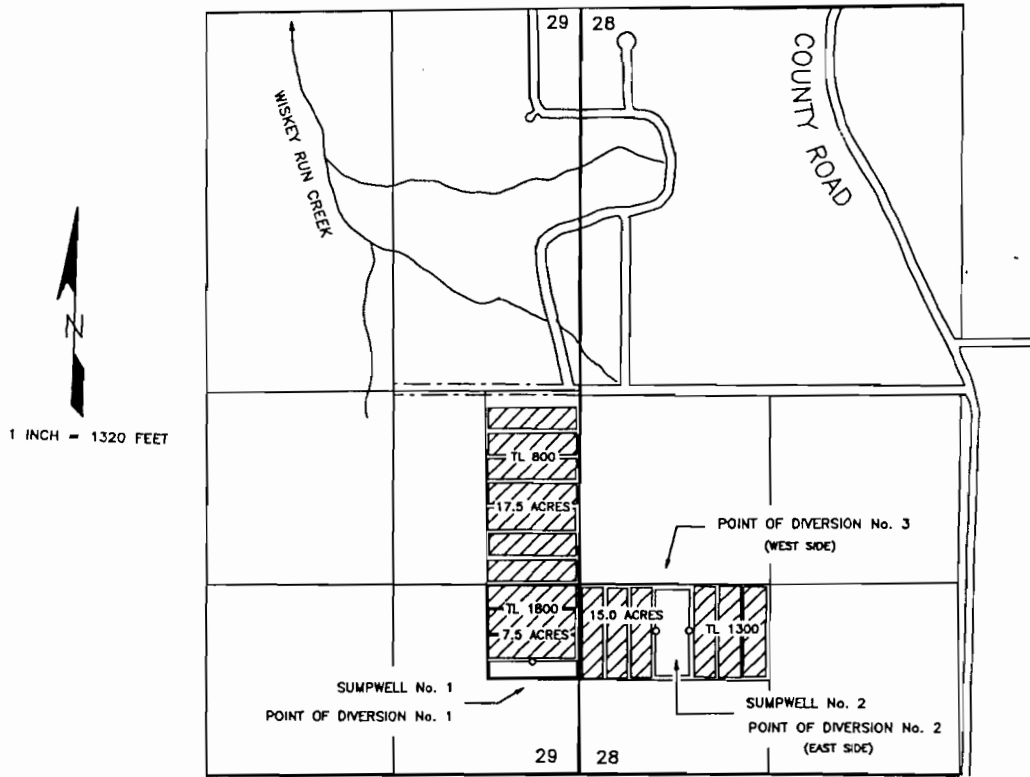 29 28
COUNTY ROAD
WISKEY RUN CREEK
N
1 INCH = 1320 FEET
TL 800
17.5 ACRES
POINT OF DIVERSION No. 3
(WEST SIDE)
TL 1800
7.5 ACRES
15.0 ACRES
TL 1300
SUMPWELL No. 1
POINT OF DIVERSION No. 1
SUMPWELL No. 2
POINT OF DIVERSION No. 2
(EAST SIDE)
29 28